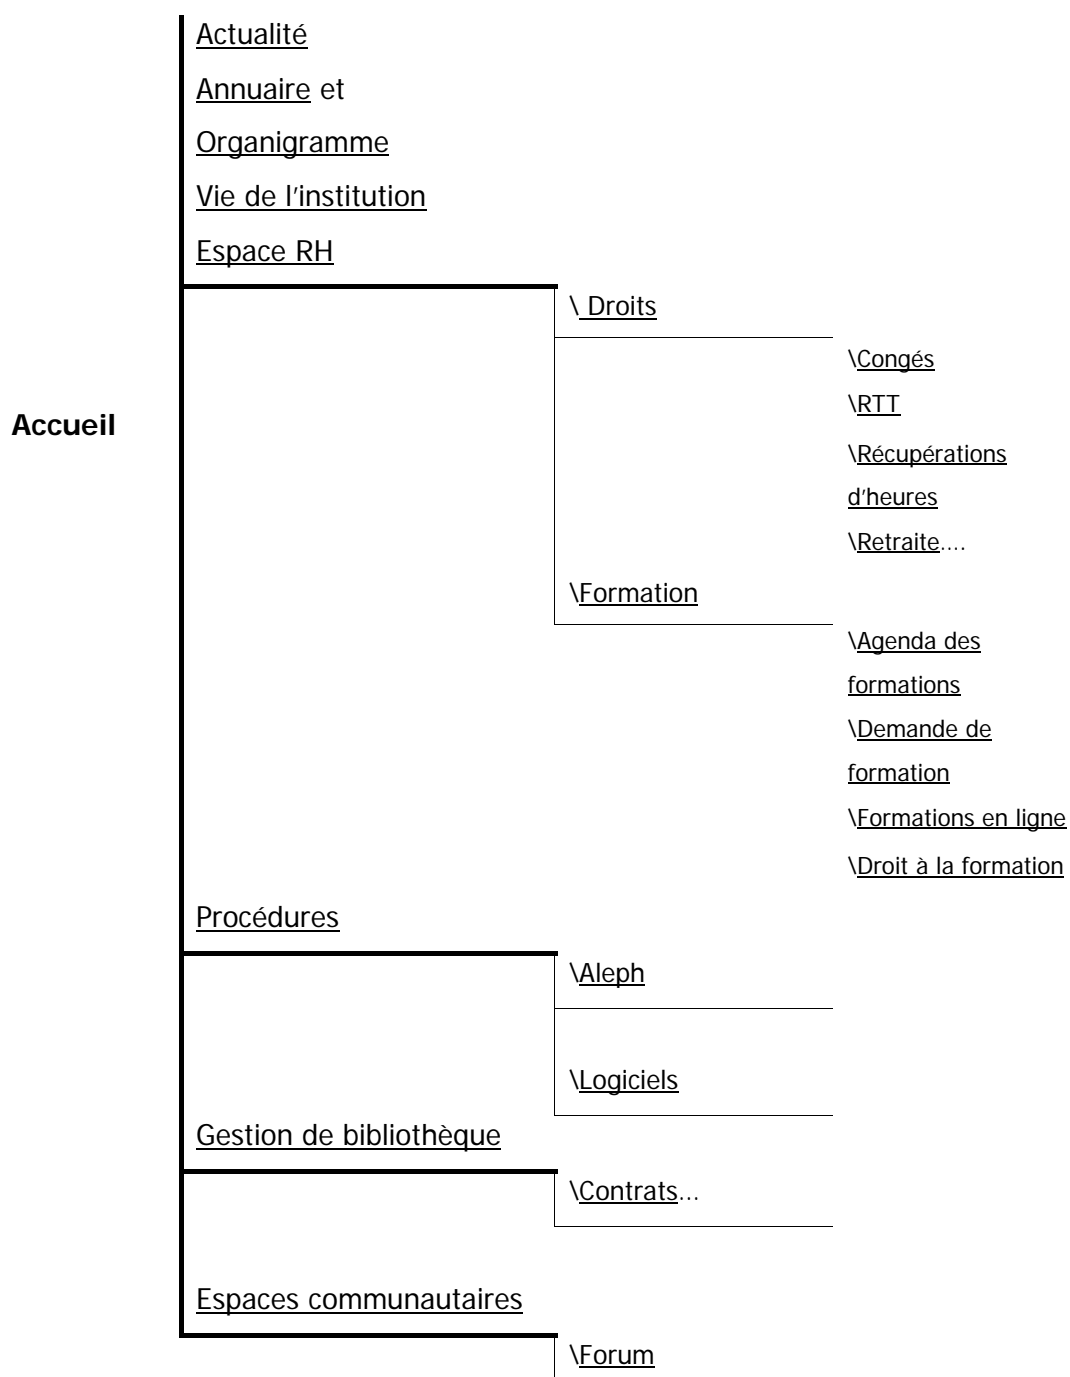 Actualité
Annuaire et
Organigramme
Vie de l'institution
Espace RH
\ Droits
\Congés
\RTT
Accueil
\Récupérations
d'heures
\Retraite....
\Formation
\Agenda des
formations
\Demande de
formation
\Formations en ligne
\Droit à la formation
Procédures
\Aleph
\Logiciels
Gestion de bibliothèque
\Contrats...
Espaces communautaires
\Forum